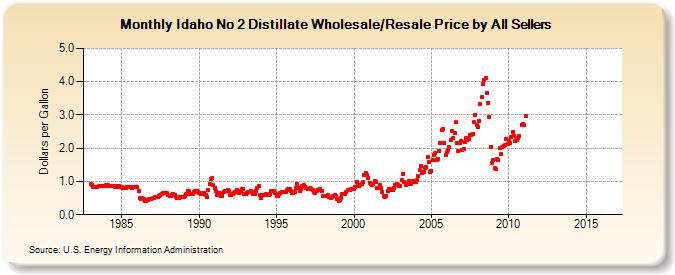 Monthly Idaho No 2 Distillate Wholesale/Resale Price by All Sellers
Dollars per Gallon
5.0
4.0
3.0
2.0
1.0
0.0
1985 1990 1995 2000 2005 2010 2015
Source: U.S. Energy Information Administration